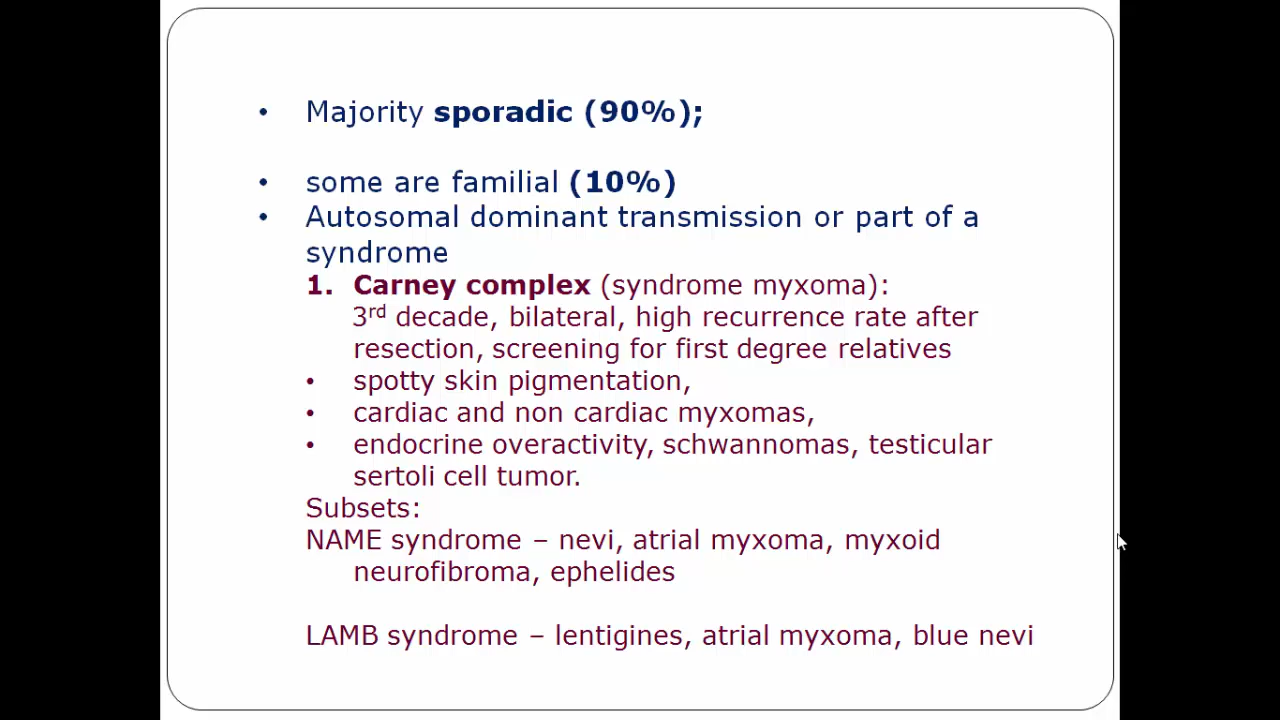 • Majority sporadic (90%);
• some are familial (10%)
• Autosomal dominant transmission or part of a
syndrome
1. Carney complex (syndrome myxoma):
3rd decade, bilateral, high recurrence rate after
resection, screening for first degree relatives
• spotty skin pigmentation,
• cardiac and non cardiac myxomas,
• endocrine overactivity, schwannomas, testicular
sertoli cell tumor.
Subsets:
NAME syndrome – nevi, atrial myxoma, myxoid
neurofibroma, ephelides
LAMB syndrome – lentigines, atrial myxoma, blue nevi